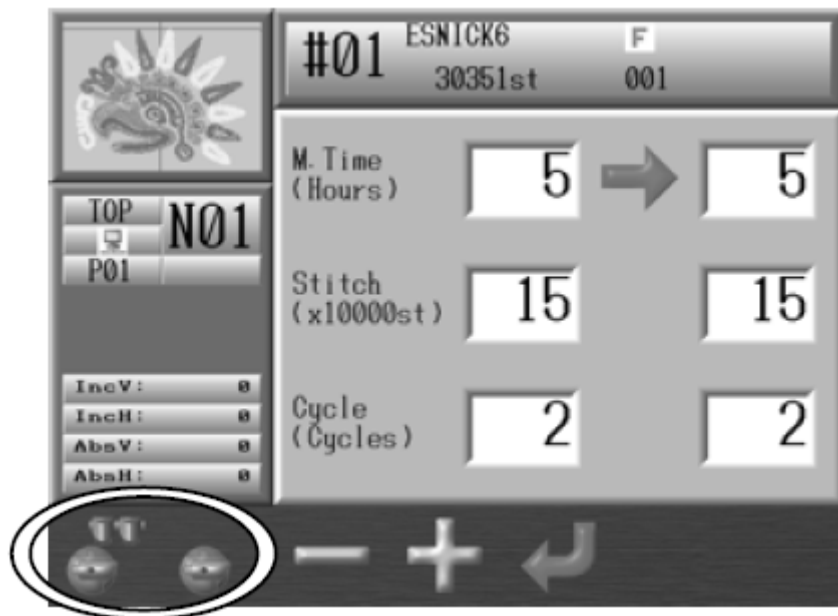 #01 ESNICK6 F
30351st 001
TOP N01
P01
M.Time
(Hours) 5 5
Stitch
(x10000st) 15 15
Cycle
(Cycles) 2 2
IncV: 0
IncH: 0
AbsV: 0
AbsH: 0